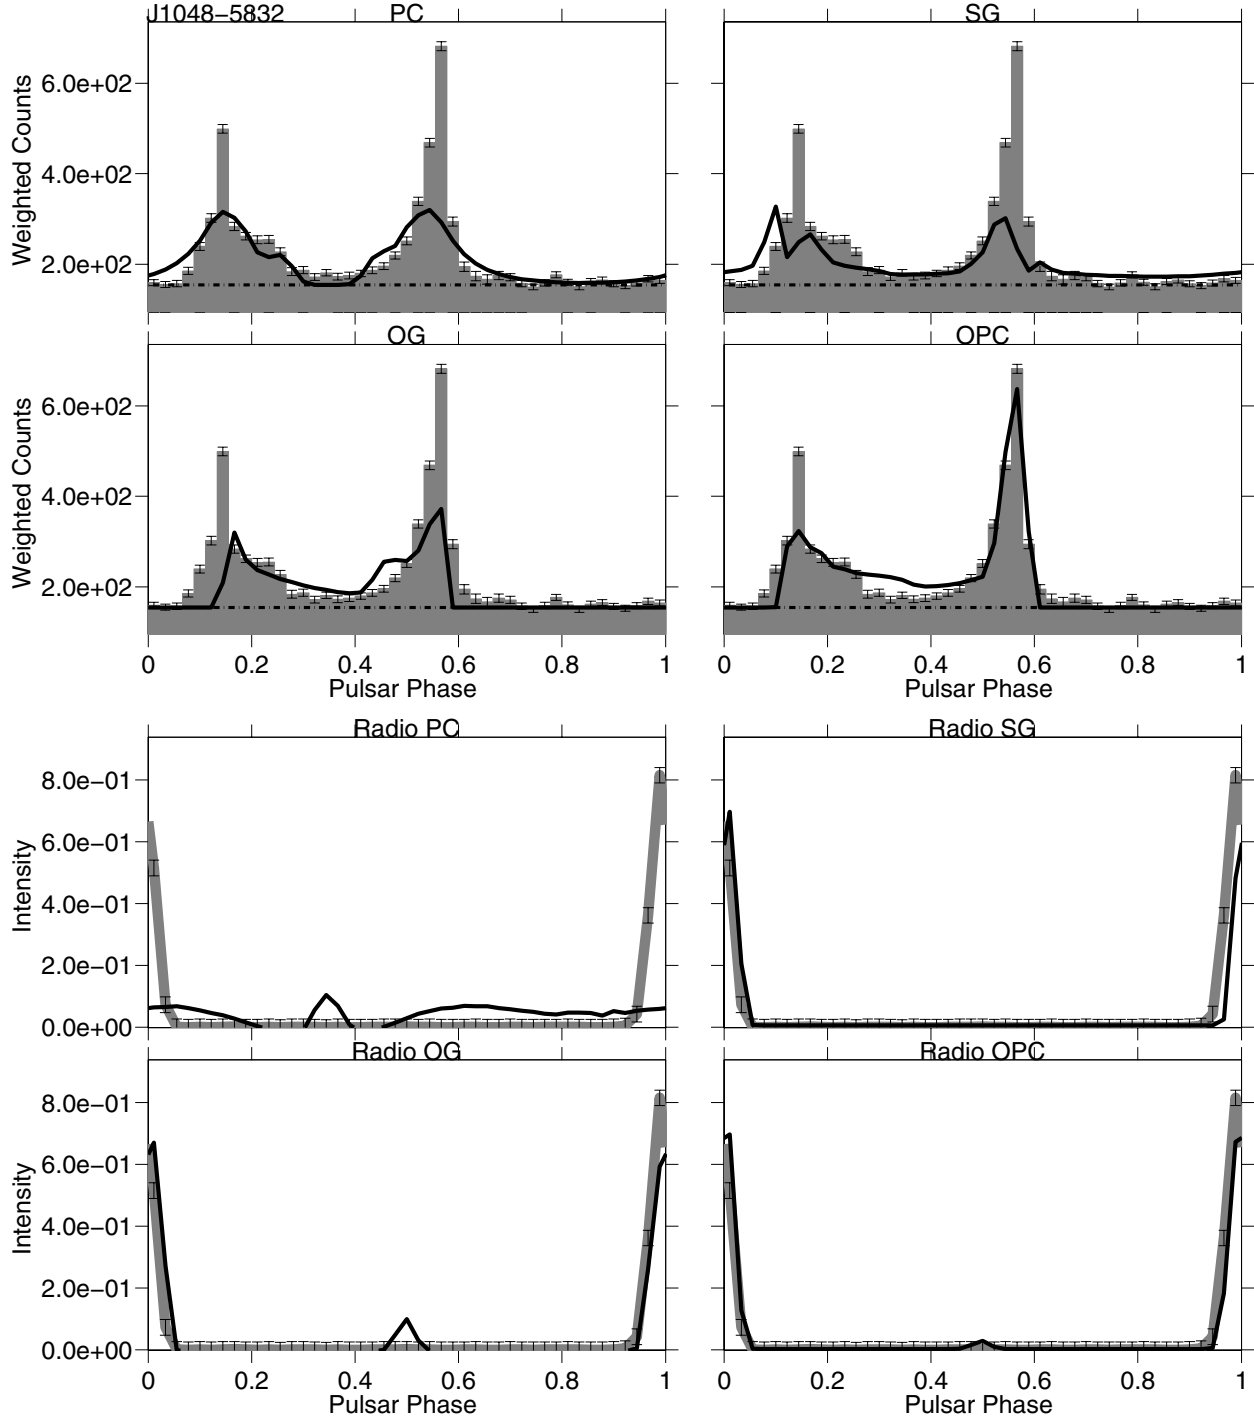 J1048−5832 PC SG
Weighted Counts
6.0e+02
4.0e+02
2.0e+02
OG OPC
Weighted Counts
6.0e+02
4.0e+02
2.0e+02
0 0.2 0.4 0.6 0.8 1 0 0.2 0.4 0.6 0.8 1
Pulsar Phase Pulsar Phase
Radio PC Radio SG
Intensity
8.0e−01
6.0e−01
4.0e−01
2.0e−01
0.0e+00
Radio OG Radio OPC
Intensity
8.0e−01
6.0e−01
4.0e−01
2.0e−01
0.0e+00
0 0.2 0.4 0.6 0.8 1 0 0.2 0.4 0.6 0.8 1
Pulsar Phase Pulsar Phase